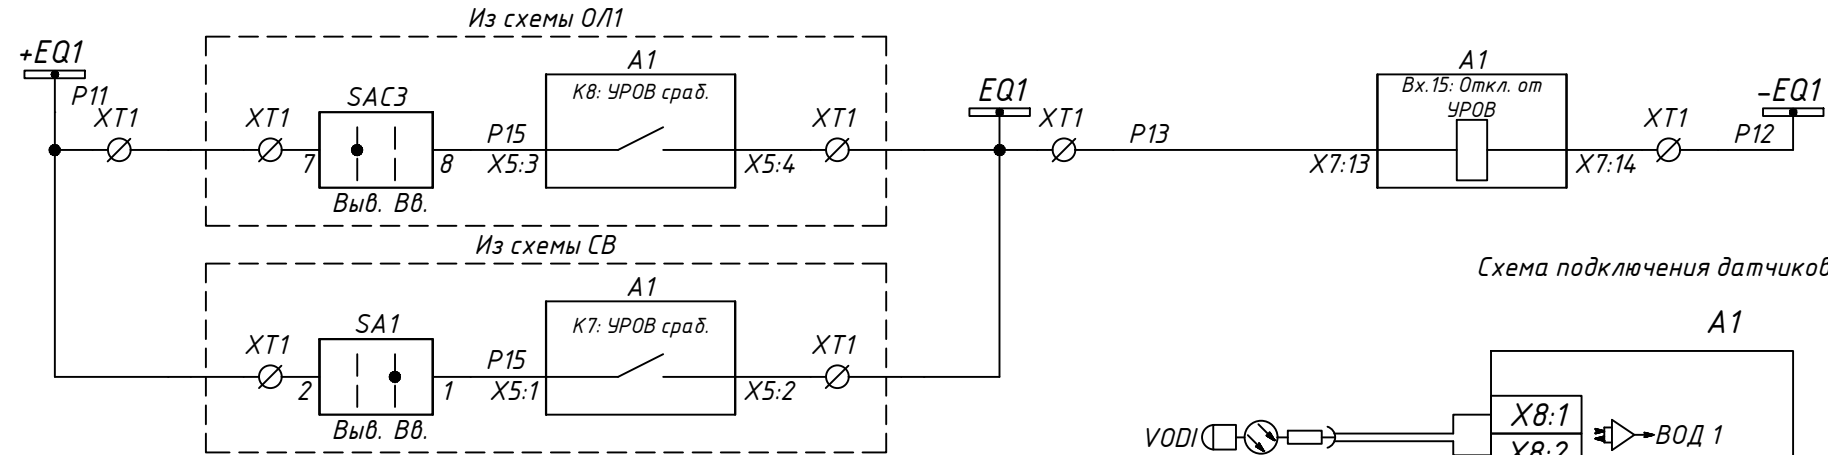 Из схемы ОЛ1
+EQ1
P11
XT1
XT1
SAC3
7
8
Выв. Вв.
P15
X5:3
A1
K8: УРОВ сраб.
X5:4
XT1
EQ1
XT1
P13
X7:13
A1
Вх.15: Откл. от
УРОВ
X7:14
XT1
P12
-EQ1
Из схемы СВ
XT1
SA1
2
1
Выв. Вв.
P15
X5:1
A1
K7: УРОВ сраб.
X5:2
XT1
Схема подключения датчиков
A1
VODI
X8:1
X8:2
ВОД 1